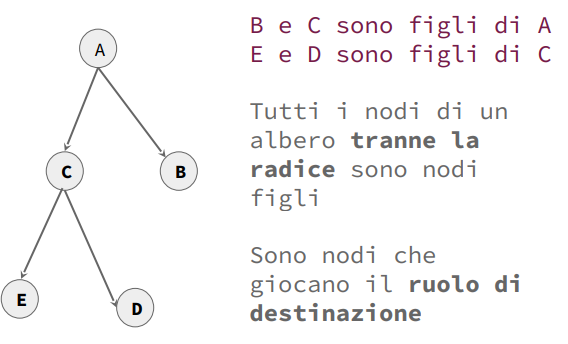 A
C
B
E
D
B e C sono figli di A
E e D sono figli di C
Tutti i nodi di un
albero tranne la
radice sono nodi
figli
Sono nodi che
giocano il ruolo di
destinazione